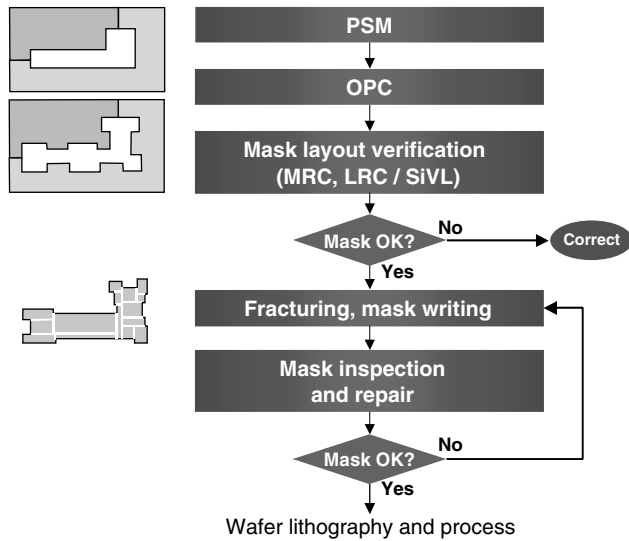 PSM
OPC
Mask layout verification
(MRC, LRC / SiVL)
Mask OK?
No
Correct
Yes
Fracturing, mask writing
Mask inspection
and repair
Mask OK?
No
Yes
Wafer lithography and process